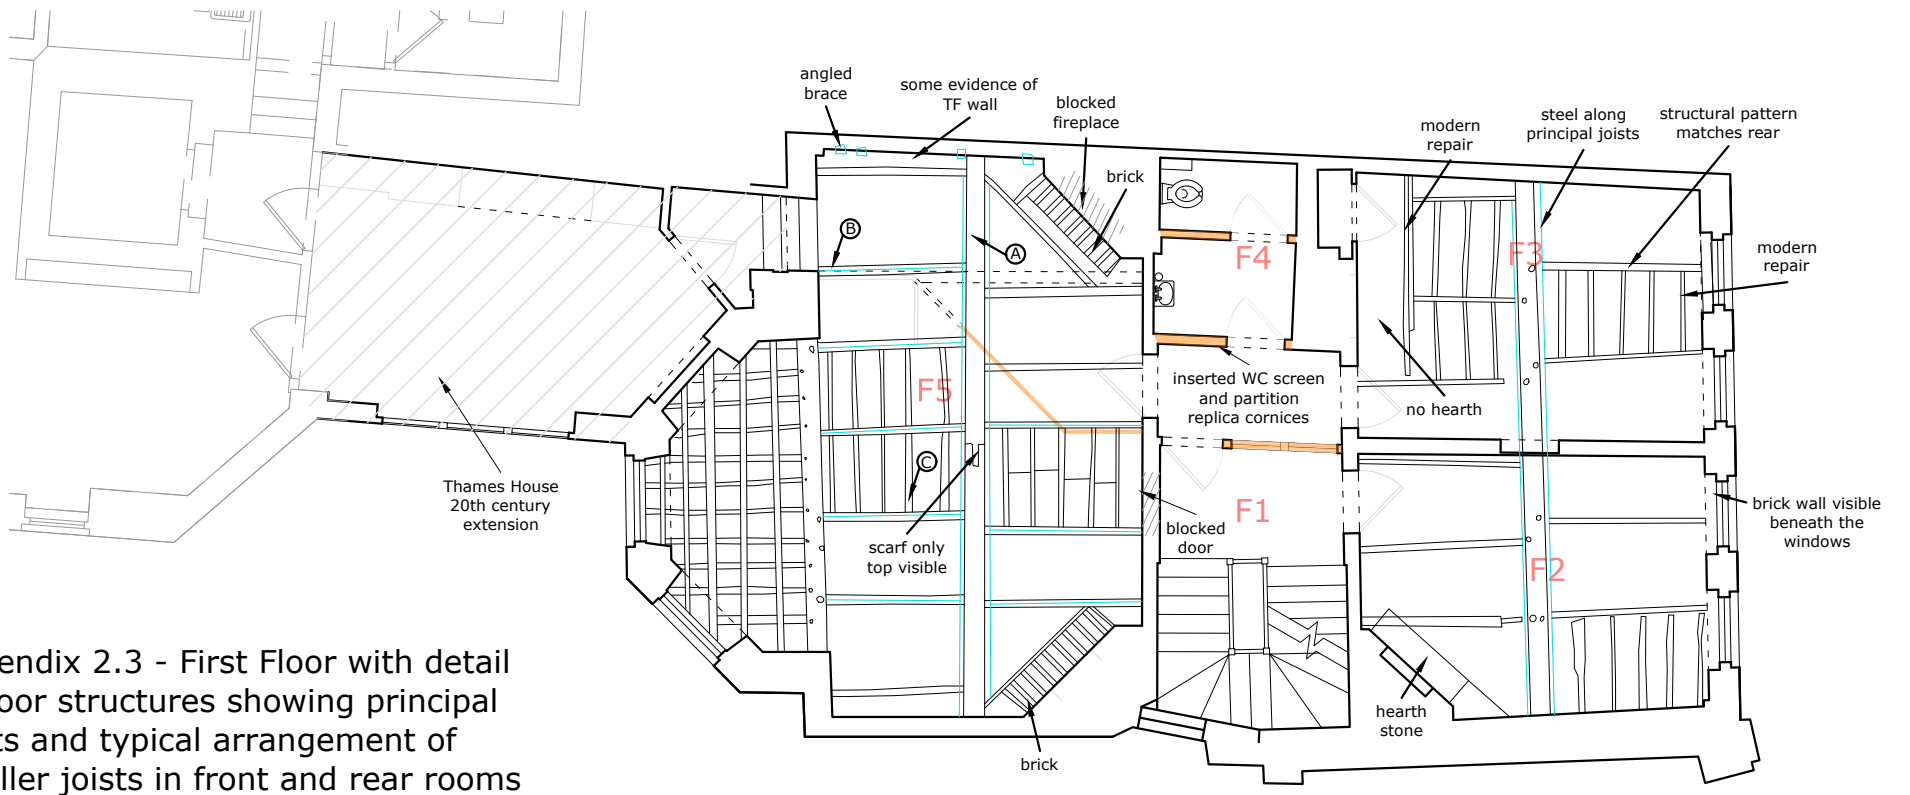 angled
brace
some evidence of
TF wall
blocked
fireplace
brick
modern
repair
steel along
principal joists
structural pattern
matches rear
modern
repair
B
A
F4
F3
F5
inserted WC screen
and partition
replica cornices
no hearth
C
Thames House
20th century
extension
scarf only
top visible
blocked
door
F1
F2
brick wall visible
beneath the
windows
hearth
stone
brick
endix 2.3 - First Floor with detail
oor structures showing principal
ts and typical arrangement of
ller joists in front and rear rooms